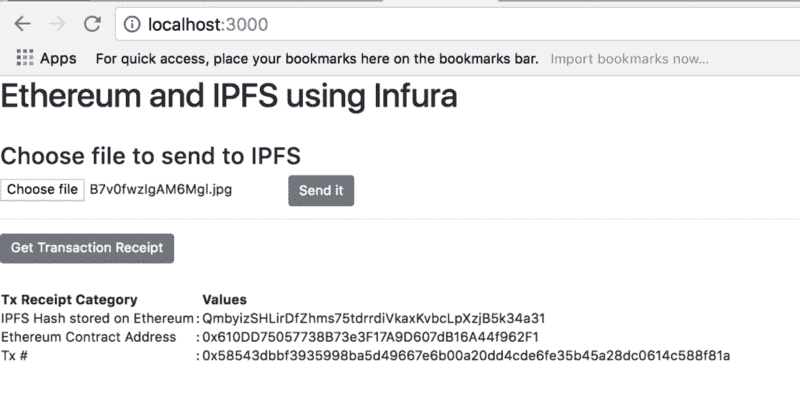 localhost:3000
Apps For quick access, place your bookmarks here on the bookmarks bar. Import bookmarks now...
Ethereum and IPFS using Infura
Choose file to send to IPFS
Choose file B7v0fwzIgAM6MgI.jpg Send it
Get Transaction Receipt
Tx Receipt Category Values
IPFS Hash stored on Ethereum : QmbyizSHLirDfZhms75tdrrdiVkaxKvbcLpXzjB5k34a31
Ethereum Contract Address : 0x610DD75057738B73e3F17A9D607dB16A44f962F1
Tx # : 0x58543dbbf3935998ba5d49667e6b00a20dd4cde6fe35b45a28dc0614c588f81a